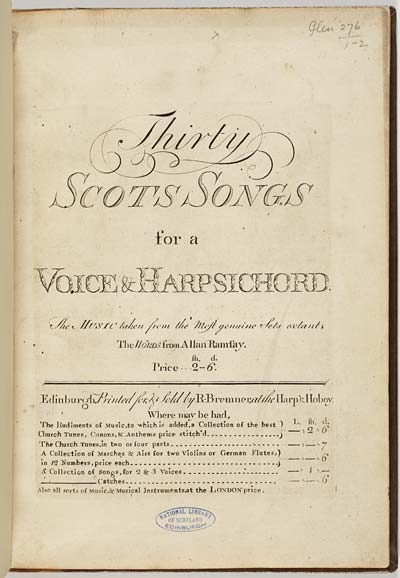 Glen 276
1-2
Thirty
SCOTS SONGS
for a
VOICE & HARPSICHORD.
The MUSIC taken from the Most genuine Sets extant;
The WORDS from Allan Ramsay.
sh. d.
Price 2-6.
Edinburgh, Printed for, & Sold by R. Bremner, at the Harp & Hoboy.
Where may be had,
The Rudiments of Music, to which is added, a Collection of the best } L. sh. d.
Church Tunes, Canons, & Anthems price stitch'd — 2 6
The Church Tunes, in two or four parts — 7
A Collection of Marches & Airs for two Violins or German Flutes, }
in 12 Numbers, price each — 6
A Collection of Songs, for 2 & 3 Voices — 1 —
Catches — 6
Also all sorts of Music, & Musical Instruments at the LONDON price.
NATIONAL LIBRARY
OF SCOTLAND
EDINBURGH